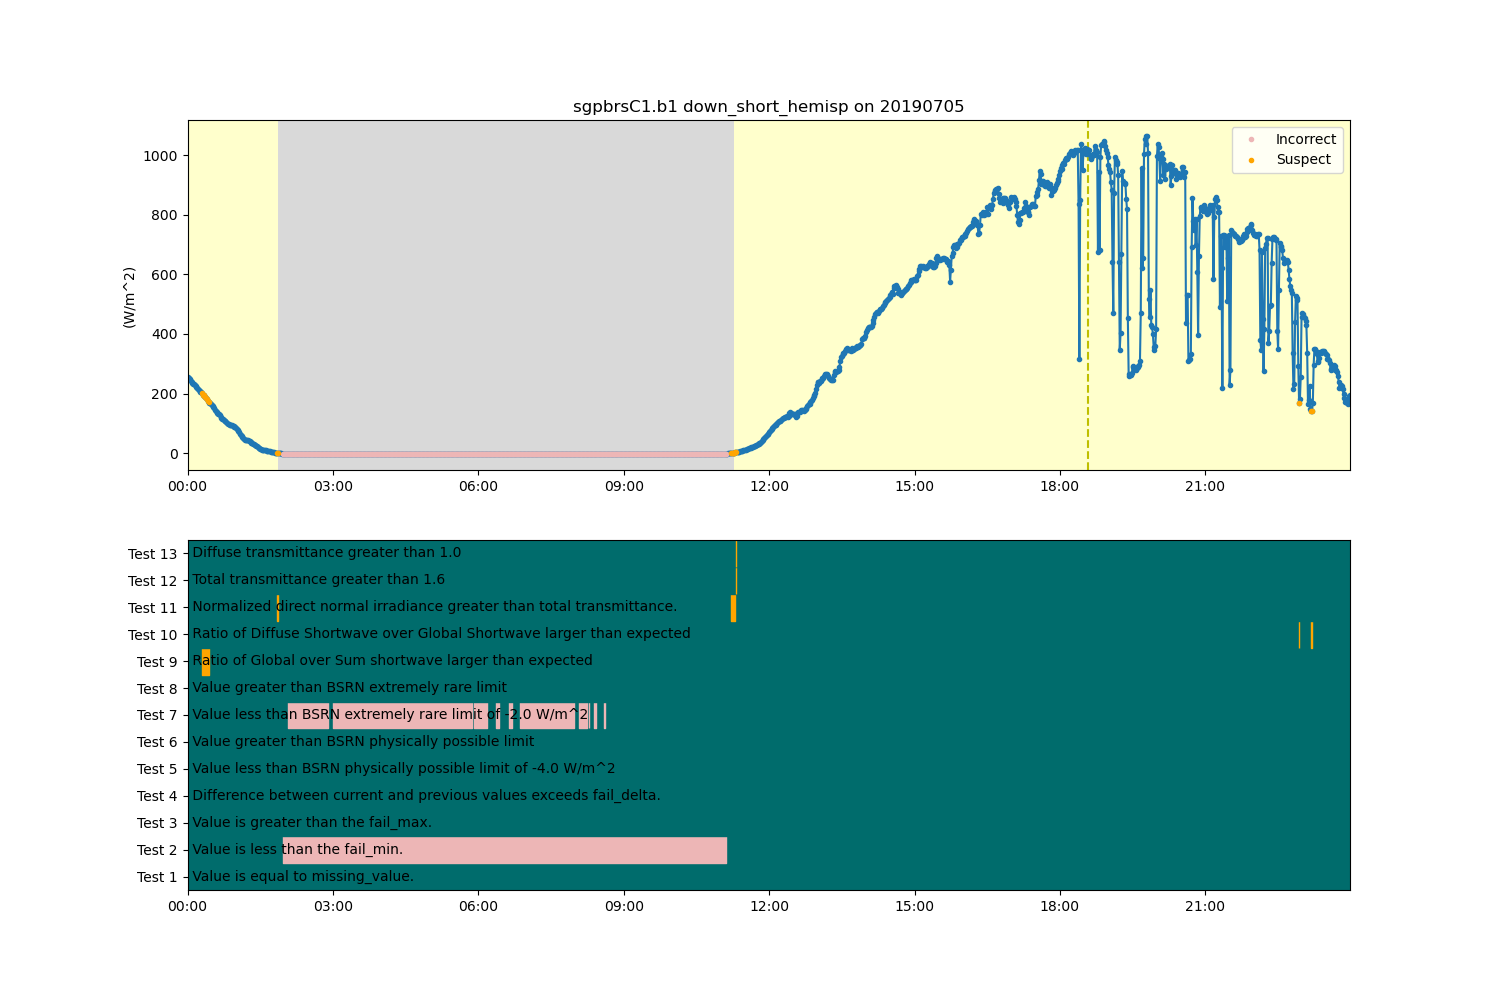 sgpbrsC1.b1 down_short_hemisp on 20190705
Incorrect
Suspect
(W/m^2)
1000
800
600
400
200
0
00:00 03:00 06:00 09:00 12:00 15:00 18:00 21:00
Test 13 Diffuse transmittance greater than 1.0
Test 12 Total transmittance greater than 1.6
Test 11 Normalized direct normal irradiance greater than total transmittance.
Test 10 Ratio of Diffuse Shortwave over Global Shortwave larger than expected
Test 9 Ratio of Global over Sum shortwave larger than expected
Test 8 Value greater than BSRN extremely rare limit
Test 7 Value less than BSRN extremely rare limit of -2.0 W/m^2
Test 6 Value greater than BSRN physically possible limit
Test 5 Value less than BSRN physically possible limit of -4.0 W/m^2
Test 4 Difference between current and previous values exceeds fail_delta.
Test 3 Value is greater than the fail_max.
Test 2 Value is less than the fail_min.
Test 1 Value is equal to missing_value.
00:00 03:00 06:00 09:00 12:00 15:00 18:00 21:00